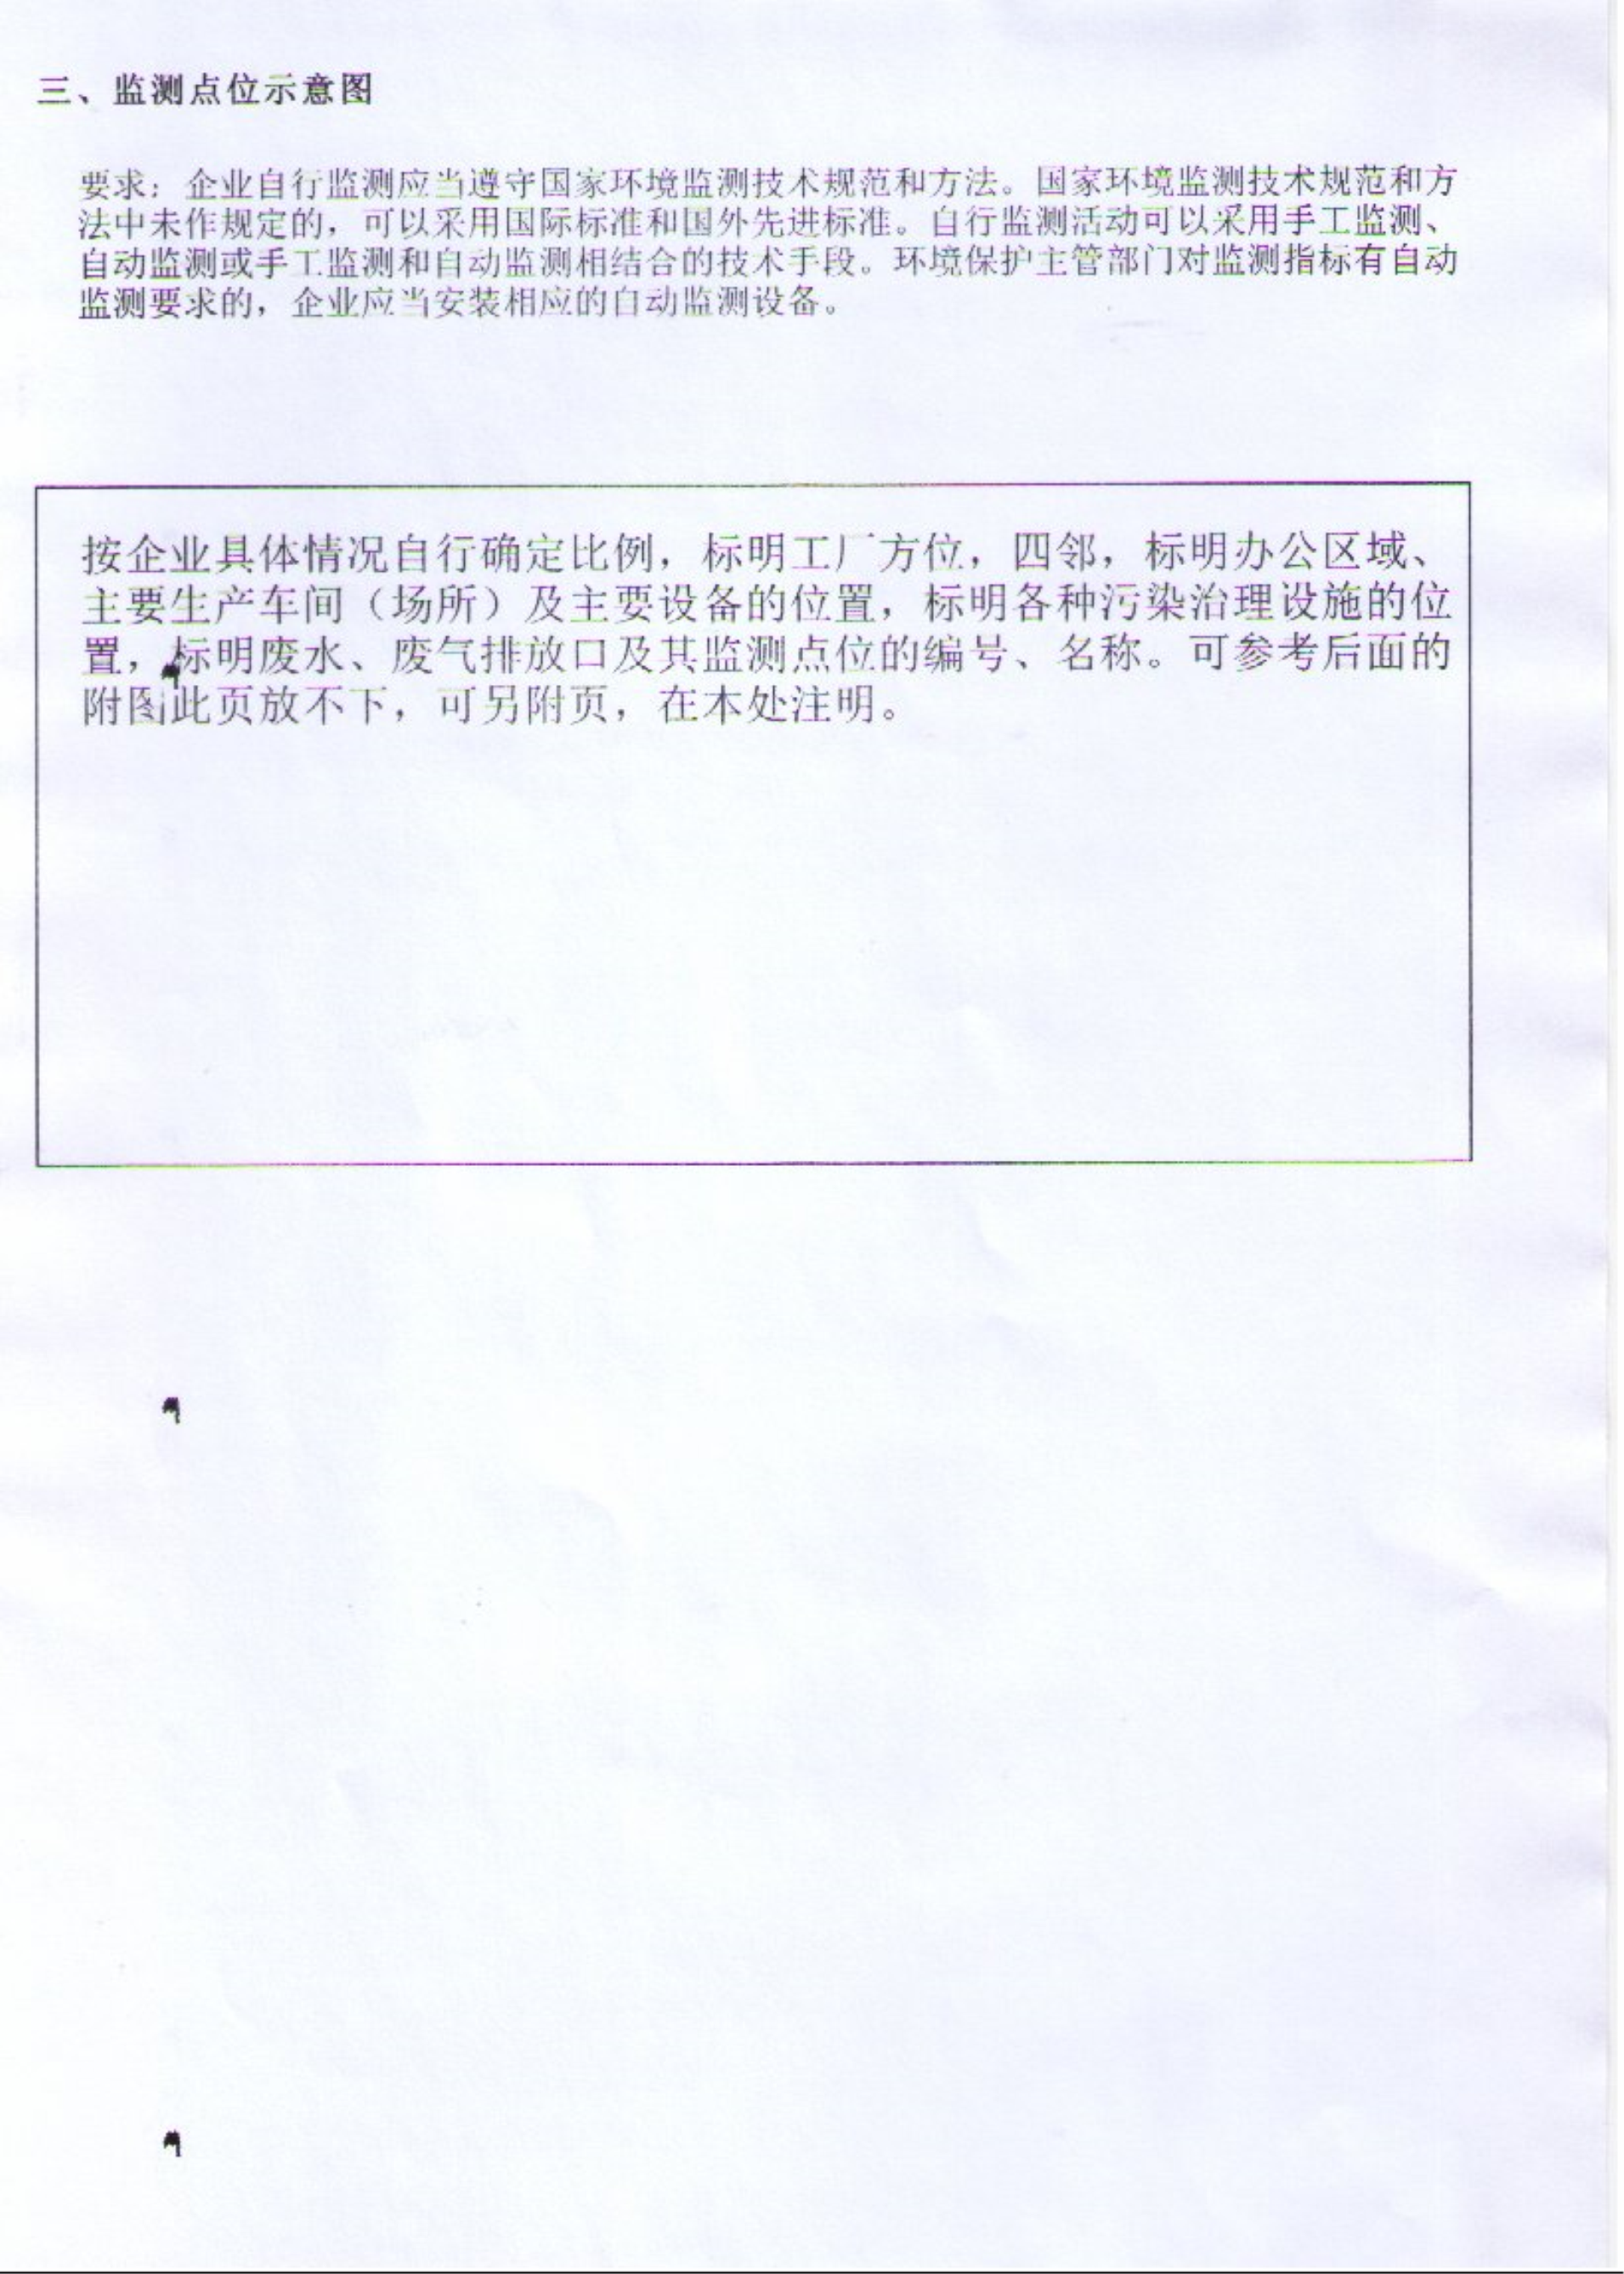 三、监测点位示意图
要求：企业自行监测应当遵守国家环境监测技术规范和方法。国家环境监测技术规范和方
法中未作规定的，可以采用国际标准和国外先进标准。自行监测活动可以采用手工监测、
自动监测或手工监测和自动监测相结合的技术手段。环境保护主管部门对监测指标有自动
监测要求的，企业应当安装相应的自动监测设备。
按企业具体情况自行确定比例，标明工厂方位，四邻，标明办公区域、
主要生产车间（场所）及主要设备的位置，标明各种污染治理设施的位
置，标明废水、废气排放口及其监测点位的编号、名称。可参考后面的
附图此页放不下，可另附页，在本处注明。